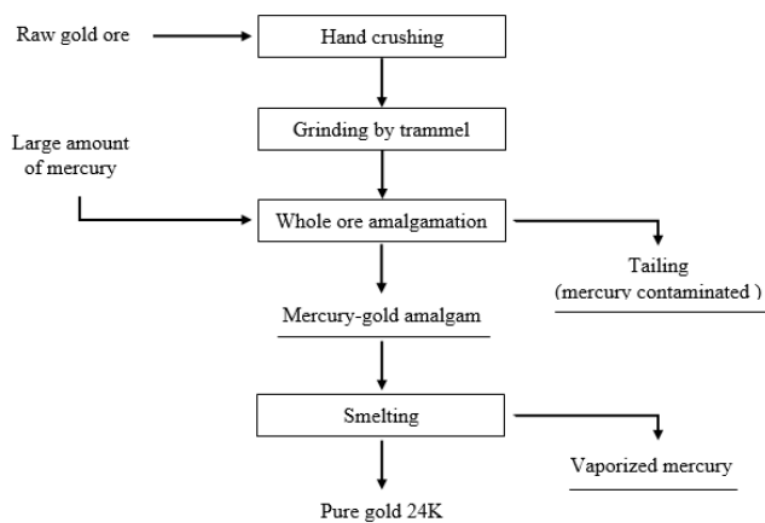 Raw gold ore
Hand crushing
Grinding by trammel
Large amount
of mercury
Whole ore amalgamation
Tailing
(mercury contaminated )
Mercury-gold amalgam
Smelting
Vaporized mercury
Pure gold 24K